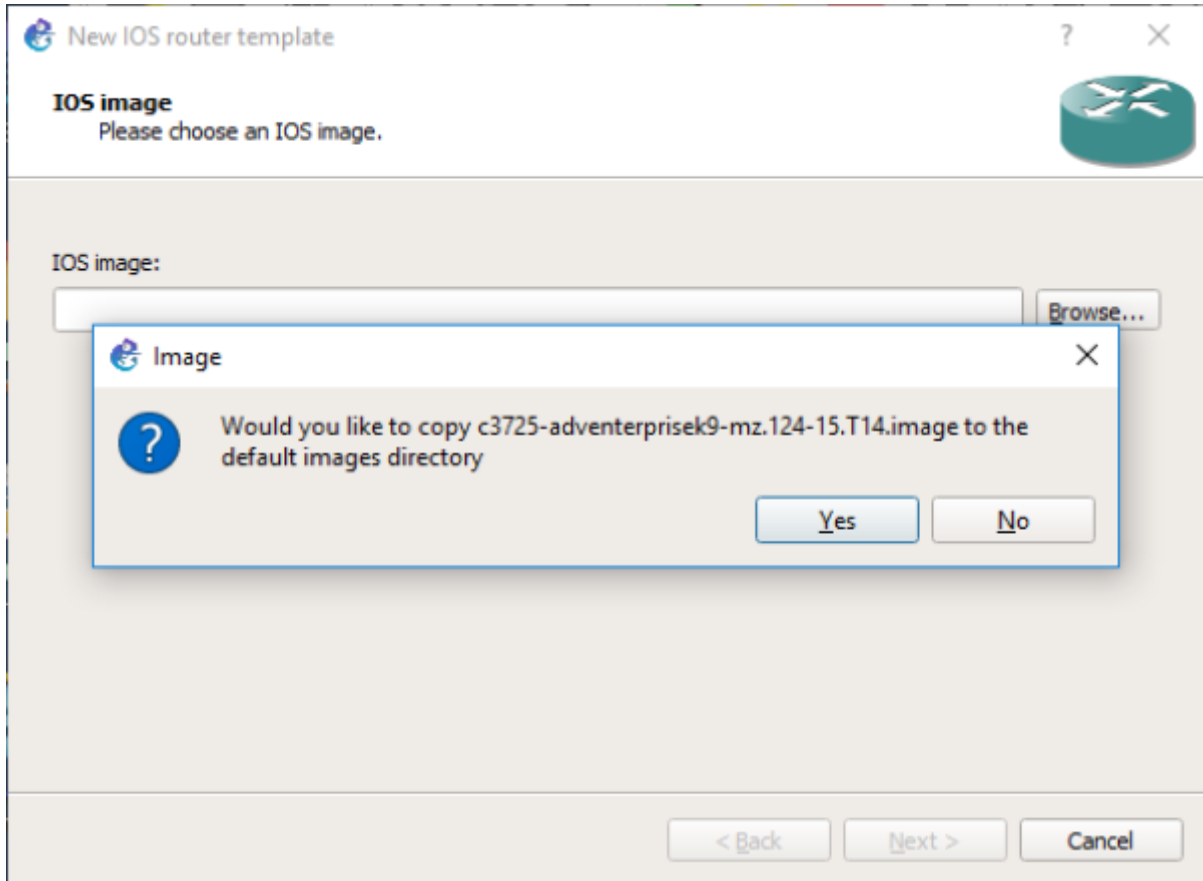 New IOS router template
IOS image
Please choose an IOS image.
IOS image:
Browse...
Image
Would you like to copy c3725-adventerprisek9-mz.124-15.T14.image to the
default images directory
Yes
No
< Back
Next >
Cancel